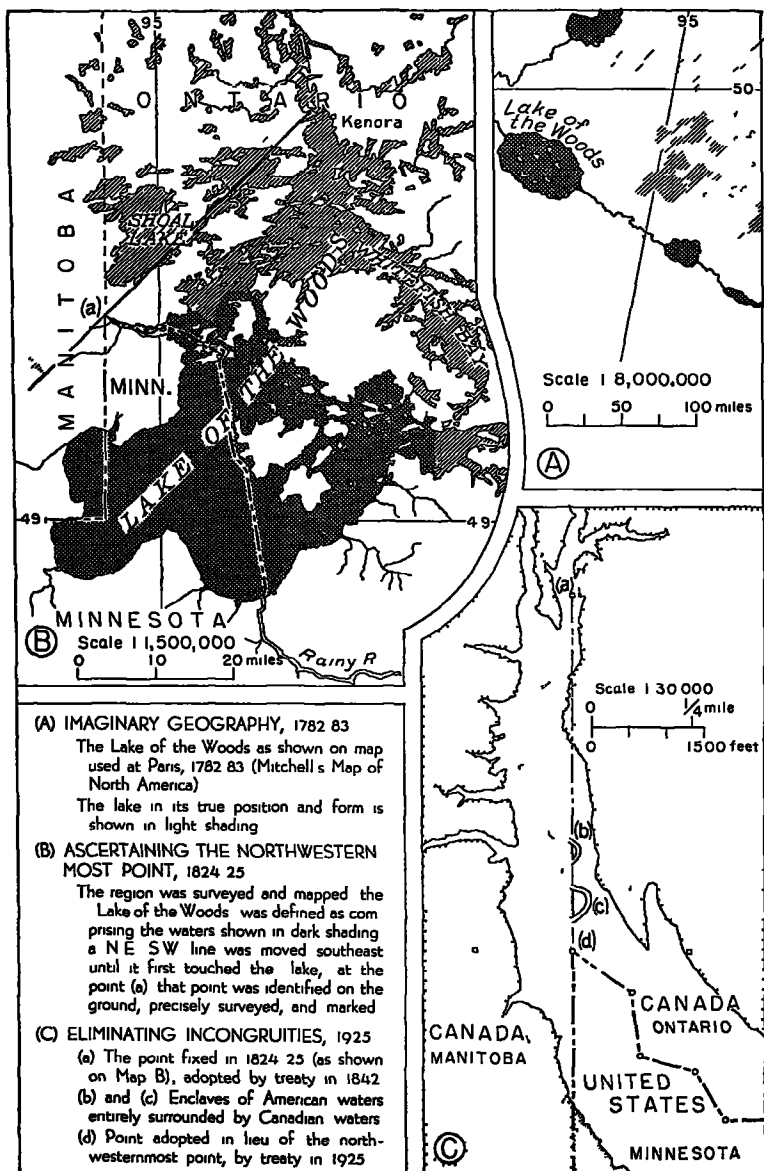 95
ONTARIO
Kenora
MANITOBA
SHOAL
LAKE
(a)
MINN.
LAKE OF THE WOODS
WHITEFISH BAY
49
49
MINNESOTA
Rainy R
B
Scale 1 1,500,000
0 10 20 miles
95
50
Lake of
the Woods
Scale 1 8,000,000
0 50 100 miles
A
(a)
Scale 1 30 000
0 1/4 mile
0 1500 feet
(b)
(c)
(d)
CANADA
ONTARIO
CANADA,
MANITOBA
UNITED
STATES
MINNESOTA
C
(A) IMAGINARY GEOGRAPHY, 1782 83
The Lake of the Woods as shown on map
used at Paris, 1782 83 (Mitchell s Map of
North America)
The lake in its true position and form is
shown in light shading
(B) ASCERTAINING THE NORTHWESTERN
MOST POINT, 1824 25
The region was surveyed and mapped the
Lake of the Woods was defined as com
prising the waters shown in dark shading
a N E S W line was moved southeast
until it first touched the lake, at the
point (a) that point was identified on the
ground, precisely surveyed, and marked
(C) ELIMINATING INCONGRUITIES, 1925
(a) The point fixed in 1824 25 (as shown
on Map B), adopted by treaty in 1842
(b) and (c) Enclaves of American waters
entirely surrounded by Canadian waters
(d) Point adopted in lieu of the north-
westernmost point, by treaty in 1925